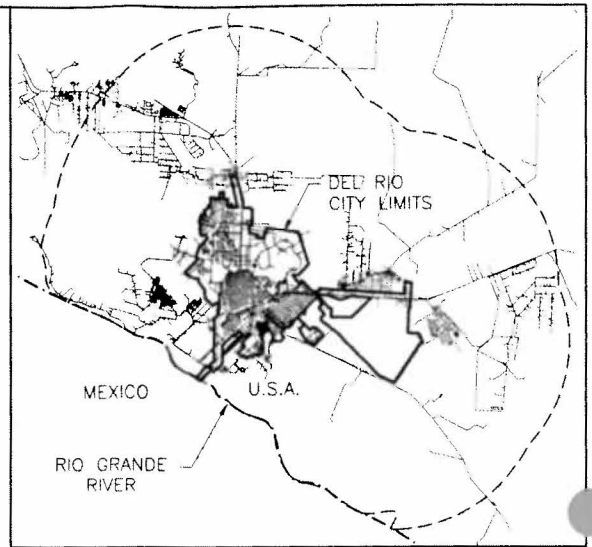 DEL RIO
CITY LIMITS
MEXICO
U.S.A.
RIO GRANDE
RIVER